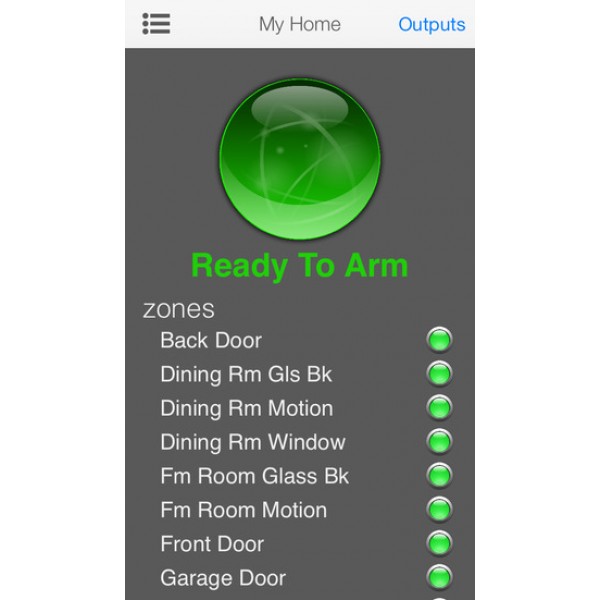 My Home
Outputs
Ready To Arm
zones
Back Door
Dining Rm Gls Bk
Dining Rm Motion
Dining Rm Window
Fm Room Glass Bk
Fm Room Motion
Front Door
Garage Door